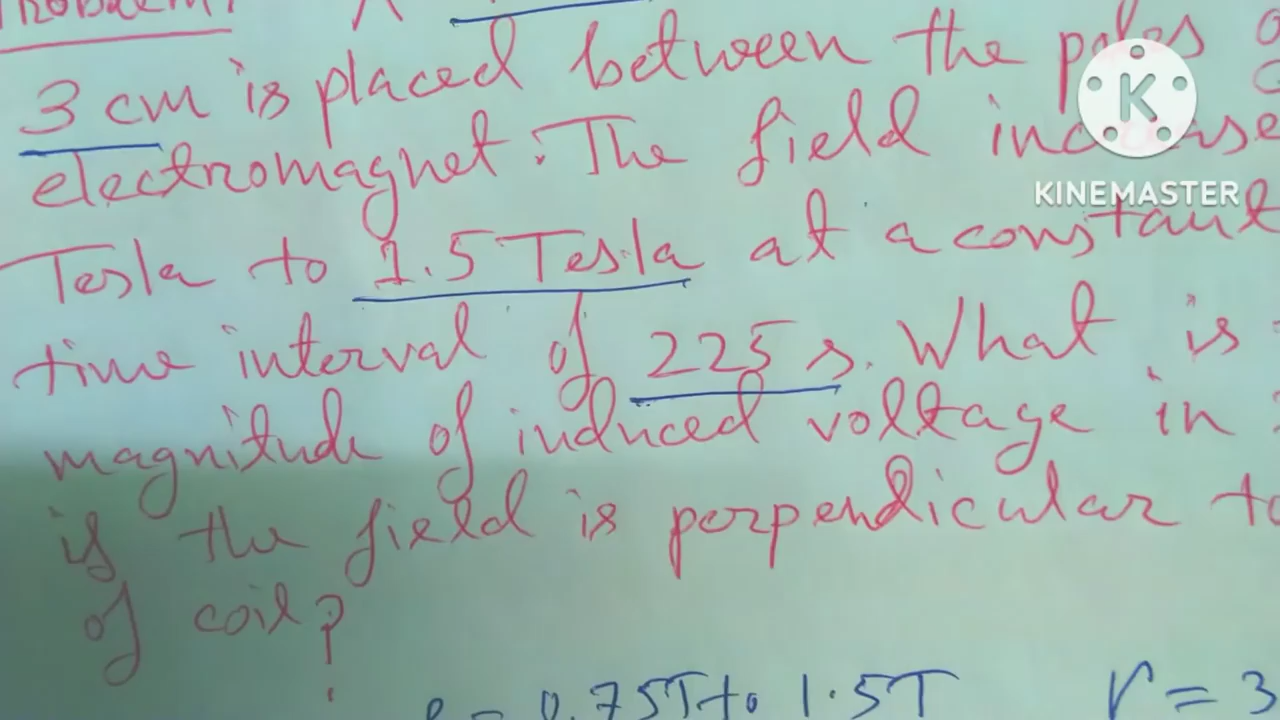 3 cm is placed between the poles
electromagnet. The field increase
Tesla to 1.5 Tesla at a constant
time interval of 225 s. What is
magnitude of induced voltage in
is the field is perpendicular to
of coil?
= 0.75T to 1.5T r = 3
K
KINEMASTER